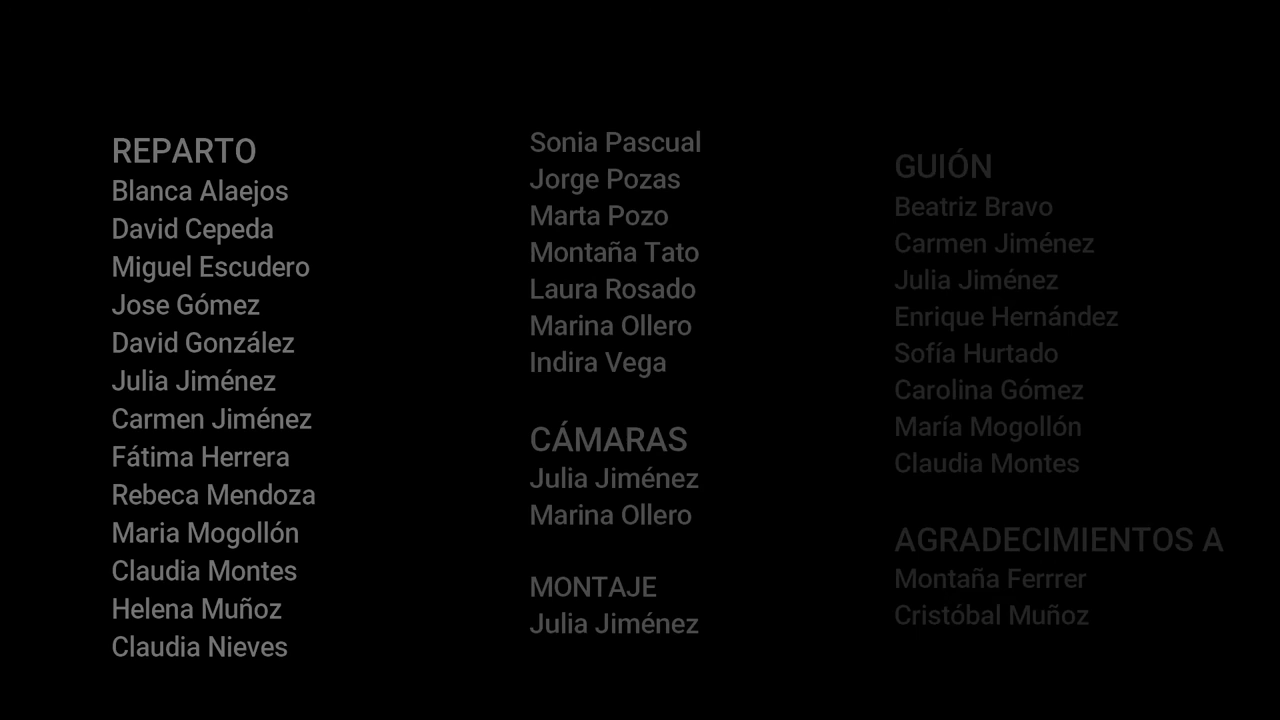 REPARTO
Blanca Alaejos
David Cepeda
Miguel Escudero
Jose Gómez
David González
Julia Jiménez
Carmen Jiménez
Fátima Herrera
Rebeca Mendoza
Maria Mogollón
Claudia Montes
Helena Muñoz
Claudia Nieves
Sonia Pascual
Jorge Pozas
Marta Pozo
Montaña Tato
Laura Rosado
Marina Ollero
Indira Vega
CÁMARAS
Julia Jiménez
Marina Ollero
MONTAJE
Julia Jiménez
GUIÓN
Beatriz Bravo
Carmen Jiménez
Julia Jiménez
Enrique Hernández
Sofía Hurtado
Carolina Gómez
María Mogollón
Claudia Montes
AGRADECIMIENTOS A
Montaña Ferrrer
Cristóbal Muñoz